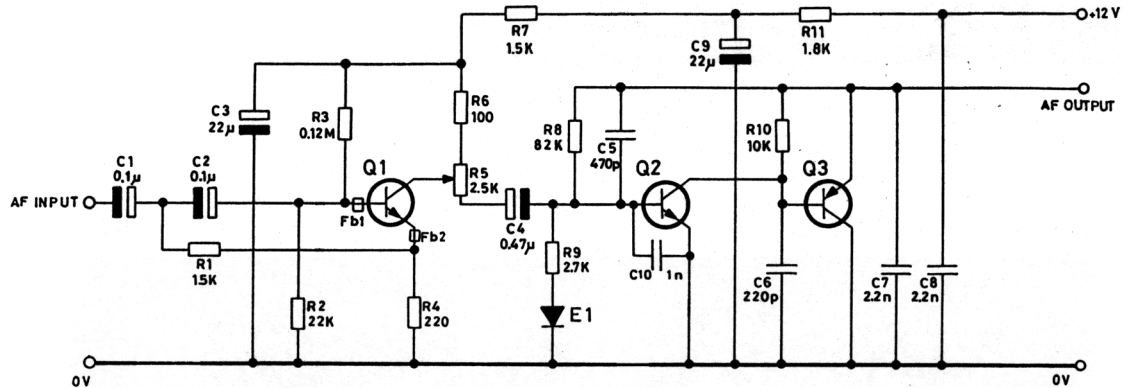 R7
1.5K
R11
1.8K
+12 V
C9
22µ
AF OUTPUT
C3
22µ
R3
0.12M
R6
100
R8
82K
C5
470p
R10
10K
C1
0.1µ
C2
0.1µ
Q1
R5
2.5K
Q2
Q3
AF INPUT
Fb1
Fb2
C4
0.47µ
R1
1.5K
R9
2.7K
C10
1n
C6
220p
C7
2.2n
C8
2.2n
R2
22K
R4
220
E1
0V
0V